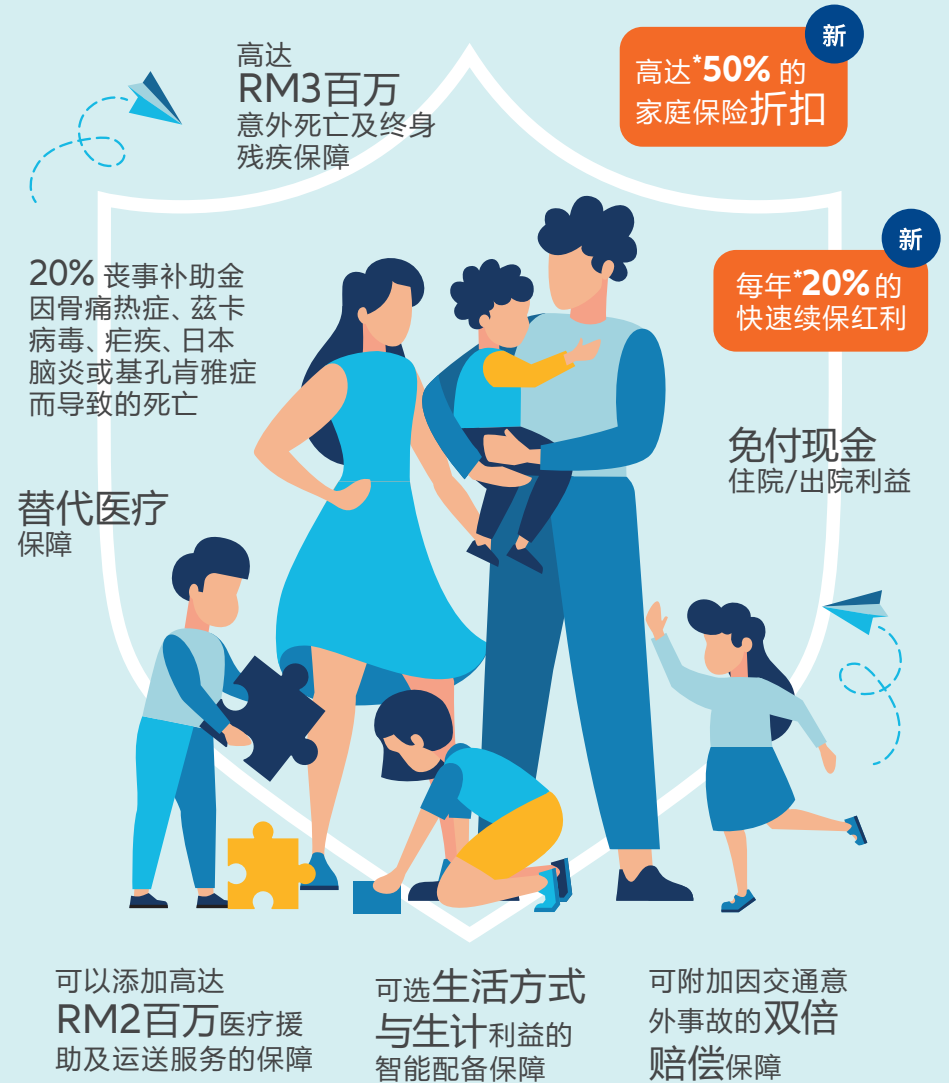 高达
RM3百万
意外死亡及终身
残疾保障
新
高达*50% 的
家庭保险折扣
20% 丧事补助金
因骨痛热症、兹卡
病毒、疟疾、日本
脑炎或基孔肯雅症
而导致的死亡
新
每年*20% 的
快速续保红利
免付现金
住院/出院利益
替代医疗
保障
可以添加高达
RM2百万医疗援
助及运送服务的保障
可选生活方式
与生计利益的
智能配备保障
可附加因交通意
外事故的双倍
赔偿保障